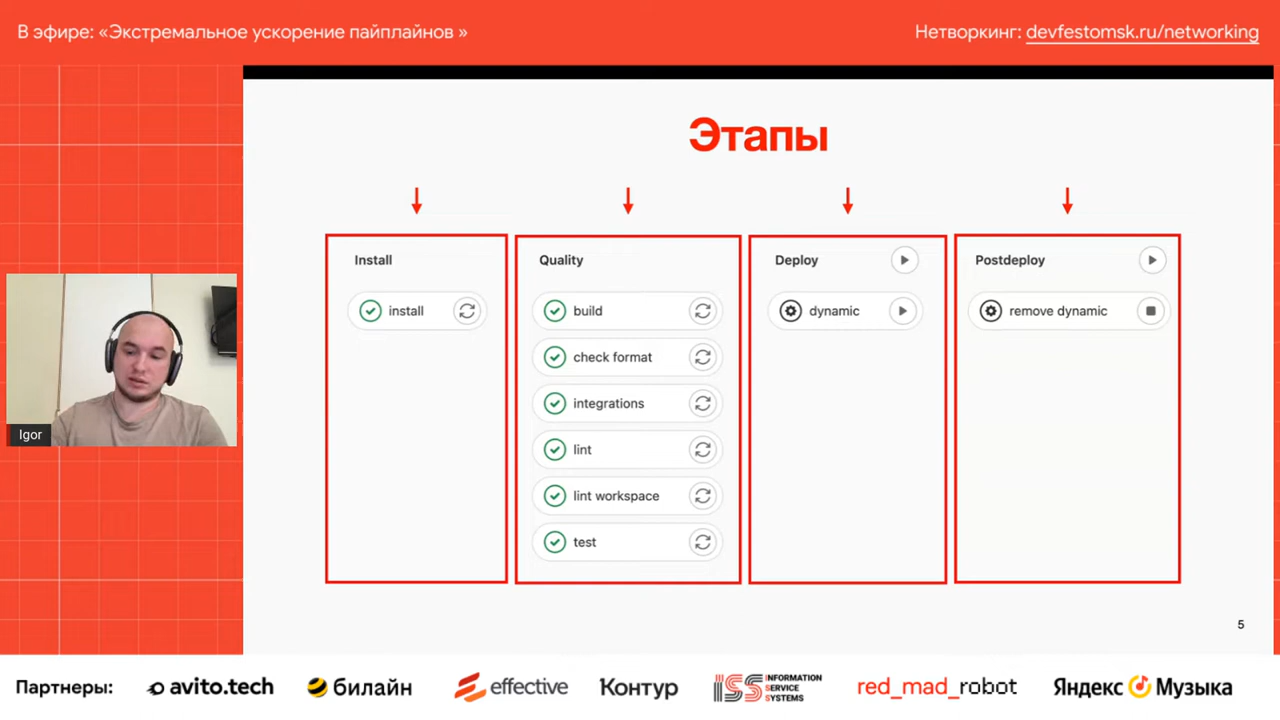 В эфире: «Экстремальное ускорение пайплайнов »
Нетворкинг: devfestomsk.ru/networking
Этапы
Install
install
Quality
build
check format
integrations
lint
lint workspace
test
Deploy
dynamic
Postdeploy
remove dynamic
Igor
5
Партнеры: avito.tech билайн effective Контур ISS INFORMATION SERVICE SYSTEMS red_mad_robot Яндекс Музыка